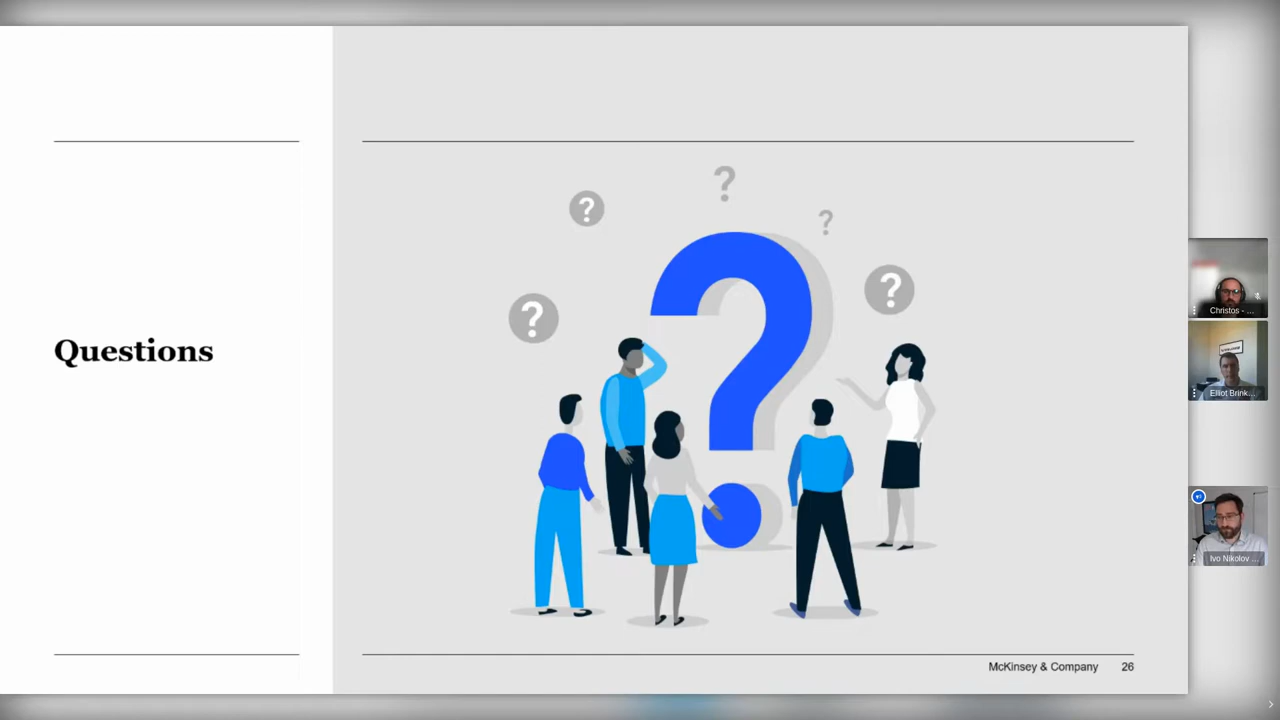 Questions
?
?
?
?
?
?
McKinsey & Company
26
Christos - ...
Elliot Brink...
Ivo Nikolov ...